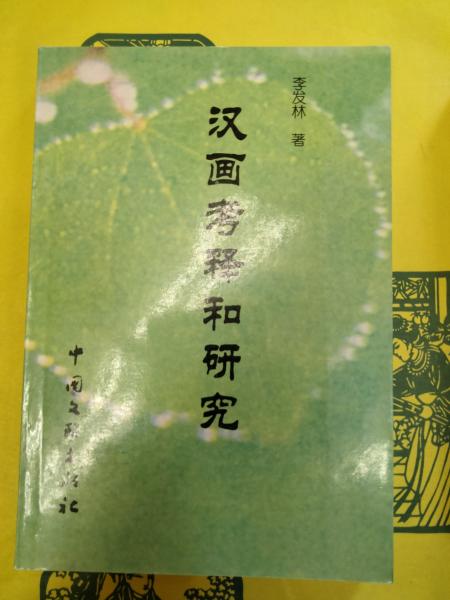 李发林 著
汉画考释和研究
中国文联出版社